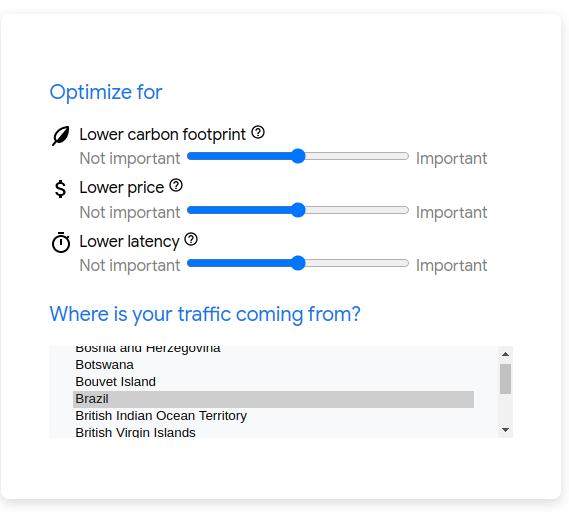 Optimize for
Lower carbon footprint
Not important Important
Lower price
Not important Important
Lower latency
Not important Important
Where is your traffic coming from?
Bosnia and Herzegovina
Botswana
Bouvet Island
Brazil
British Indian Ocean Territory
British Virgin Islands